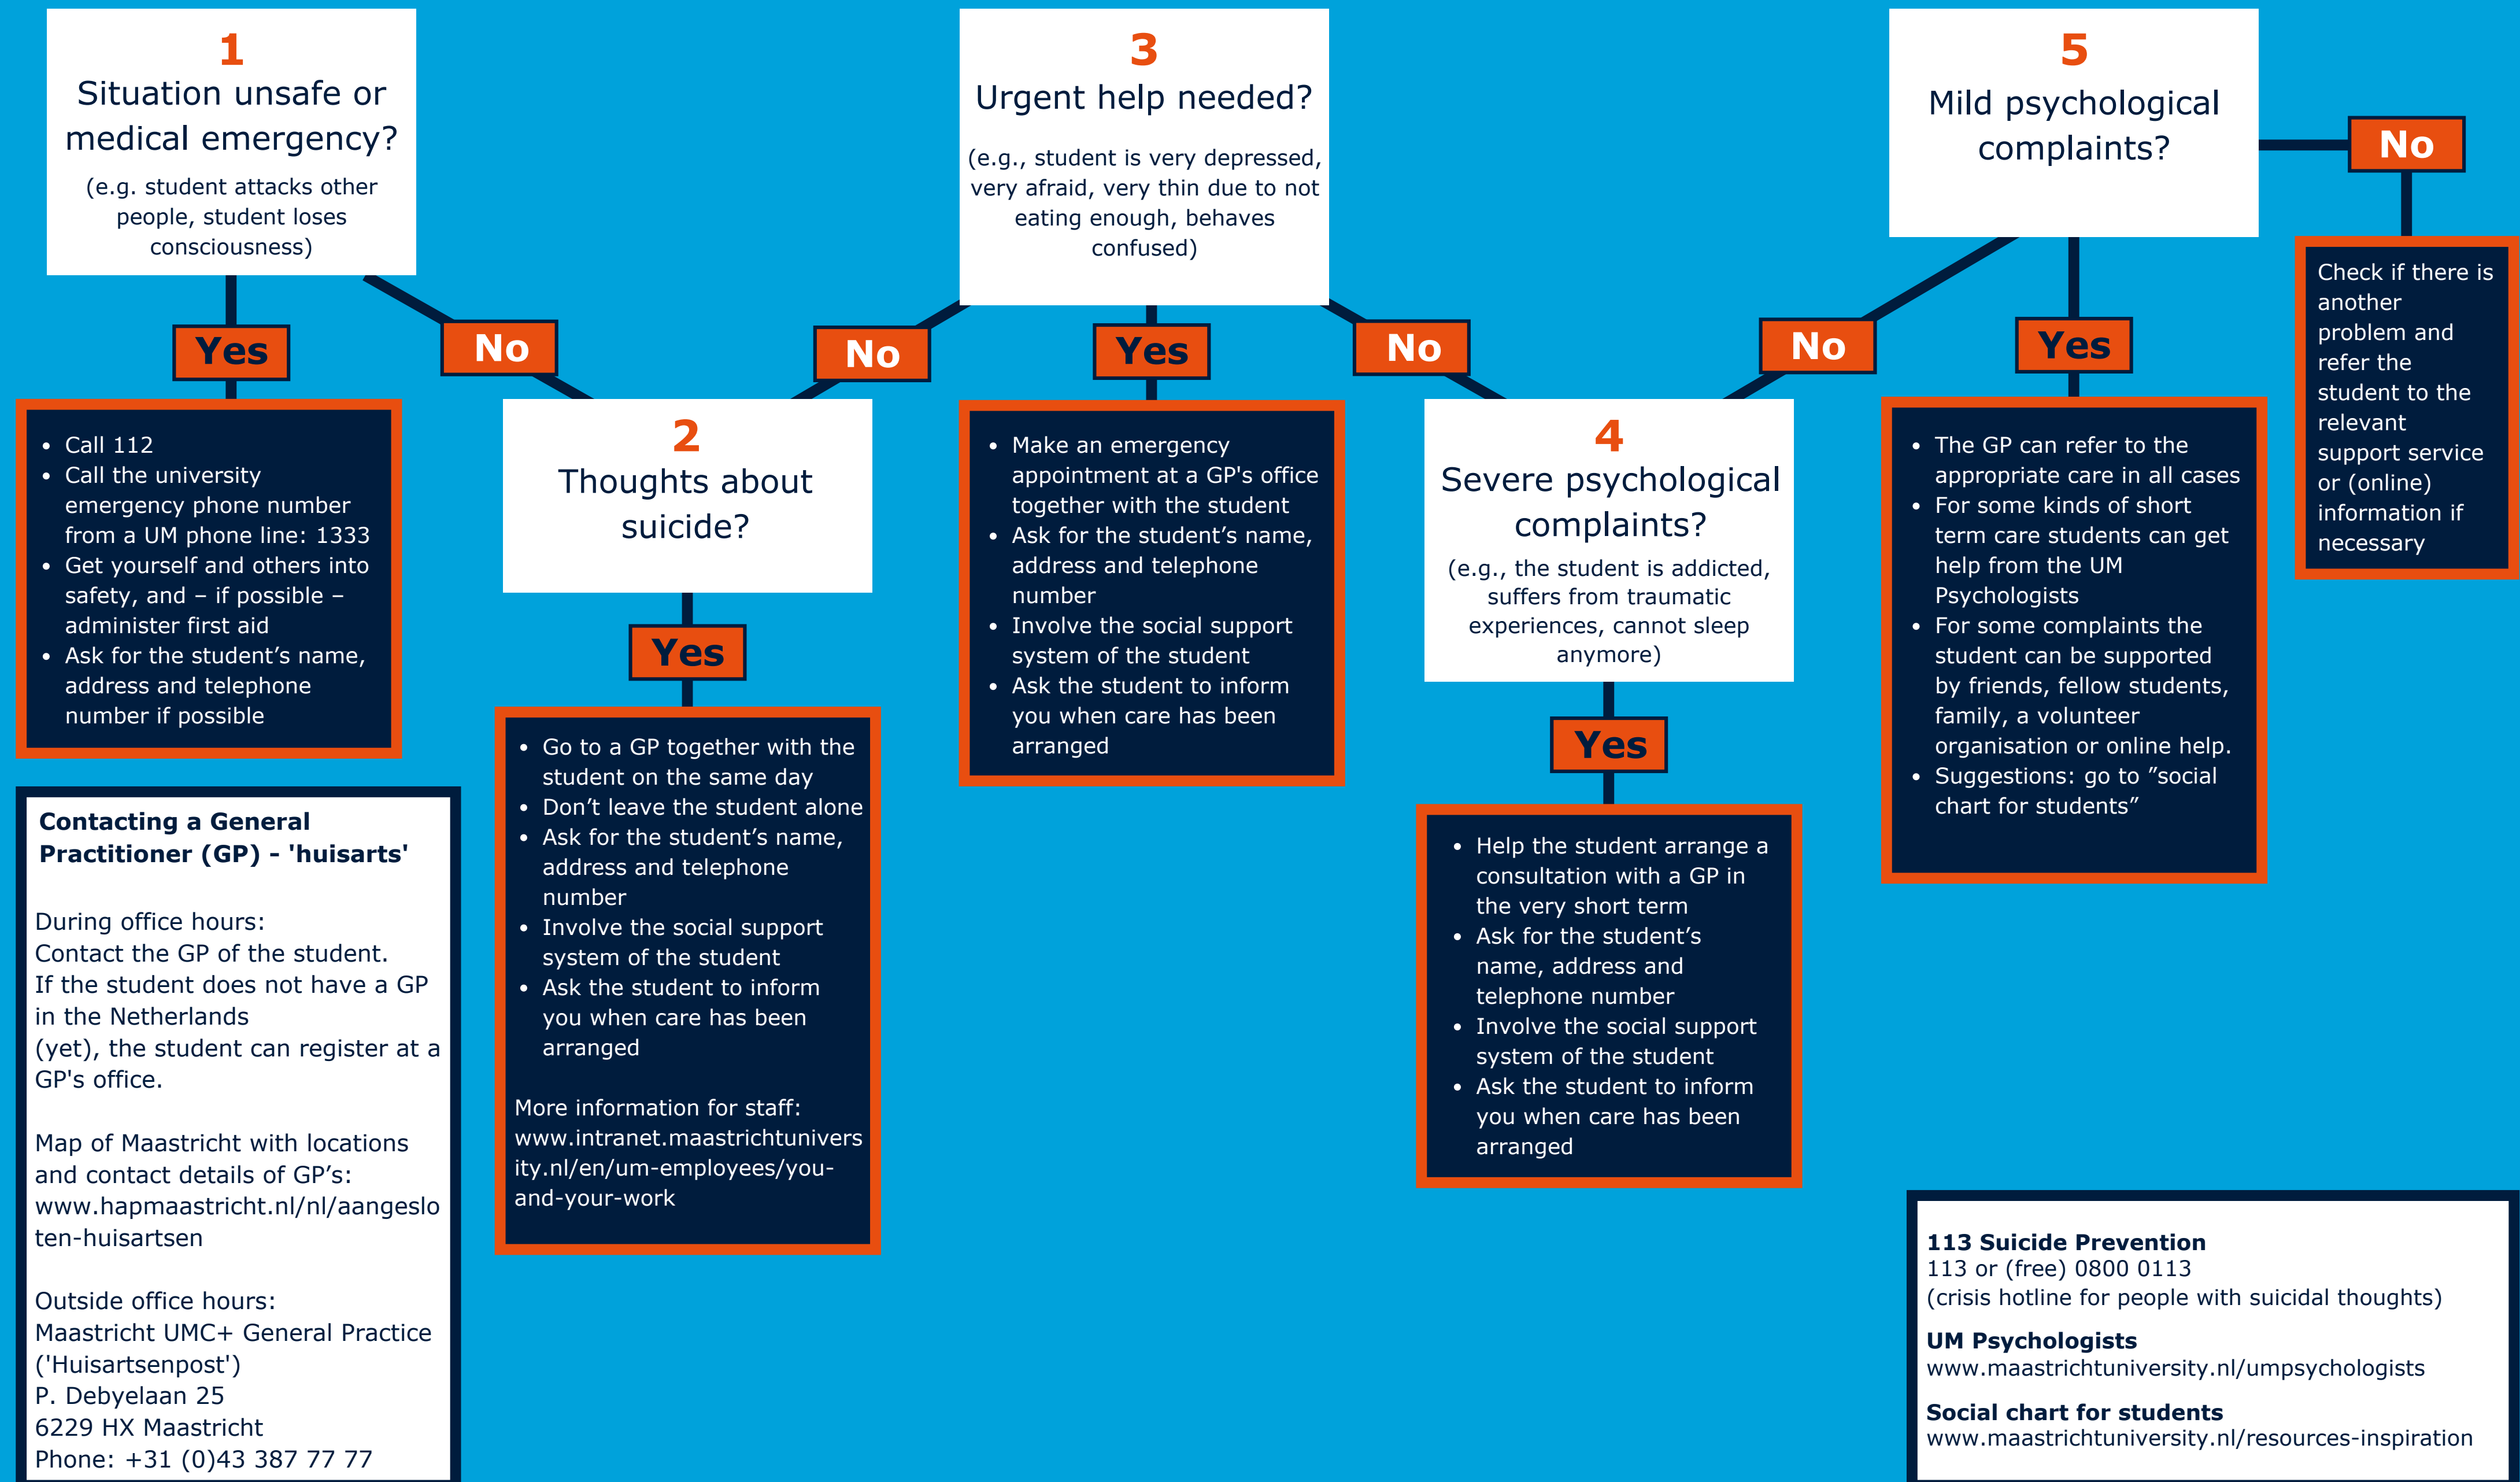 1
Situation unsafe or
medical emergency?
(e.g. student attacks other
people, student loses
consciousness)
Yes
No
• Call 112
• Call the university
emergency phone number
from a UM phone line: 1333
• Get yourself and others into
safety, and – if possible –
administer first aid
• Ask for the student’s name,
address and telephone
number if possible
2
Thoughts about
suicide?
Yes
No
• Go to a GP together with the
student on the same day
• Don’t leave the student alone
• Ask for the student’s name,
address and telephone
number
• Involve the social support
system of the student
• Ask the student to inform
you when care has been
arranged
More information for staff:
www.intranet.maastrichtunivers
ity.nl/en/um-employees/you-
and-your-work
3
Urgent help needed?
(e.g., student is very depressed,
very afraid, very thin due to not
eating enough, behaves
confused)
Yes
No
• Make an emergency
appointment at a GP's office
together with the student
• Ask for the student’s name,
address and telephone
number
• Involve the social support
system of the student
• Ask the student to inform
you when care has been
arranged
4
Severe psychological
complaints?
(e.g., the student is addicted,
suffers from traumatic
experiences, cannot sleep
anymore)
Yes
No
• Help the student arrange a
consultation with a GP in
the very short term
• Ask for the student’s
name, address and
telephone number
• Involve the social support
system of the student
• Ask the student to inform
you when care has been
arranged
5
Mild psychological
complaints?
Yes
No
• The GP can refer to the
appropriate care in all cases
• For some kinds of short
term care students can get
help from the UM
Psychologists
• For some complaints the
student can be supported
by friends, fellow students,
family, a volunteer
organisation or online help.
• Suggestions: go to ”social
chart for students”
Check if there is
another
problem and
refer the
student to the
relevant
support service
or (online)
information if
necessary
Contacting a General
Practitioner (GP) - 'huisarts'
During office hours:
Contact the GP of the student.
If the student does not have a GP
in the Netherlands
(yet), the student can register at a
GP's office.
Map of Maastricht with locations
and contact details of GP’s:
www.hapmaastricht.nl/nl/aangeslo
ten-huisartsen
Outside office hours:
Maastricht UMC+ General Practice
('Huisartsenpost')
P. Debyelaan 25
6229 HX Maastricht
Phone: +31 (0)43 387 77 77
113 Suicide Prevention
113 or (free) 0800 0113
(crisis hotline for people with suicidal thoughts)
UM Psychologists
www.maastrichtuniversity.nl/umpsychologists
Social chart for students
www.maastrichtuniversity.nl/resources-inspiration